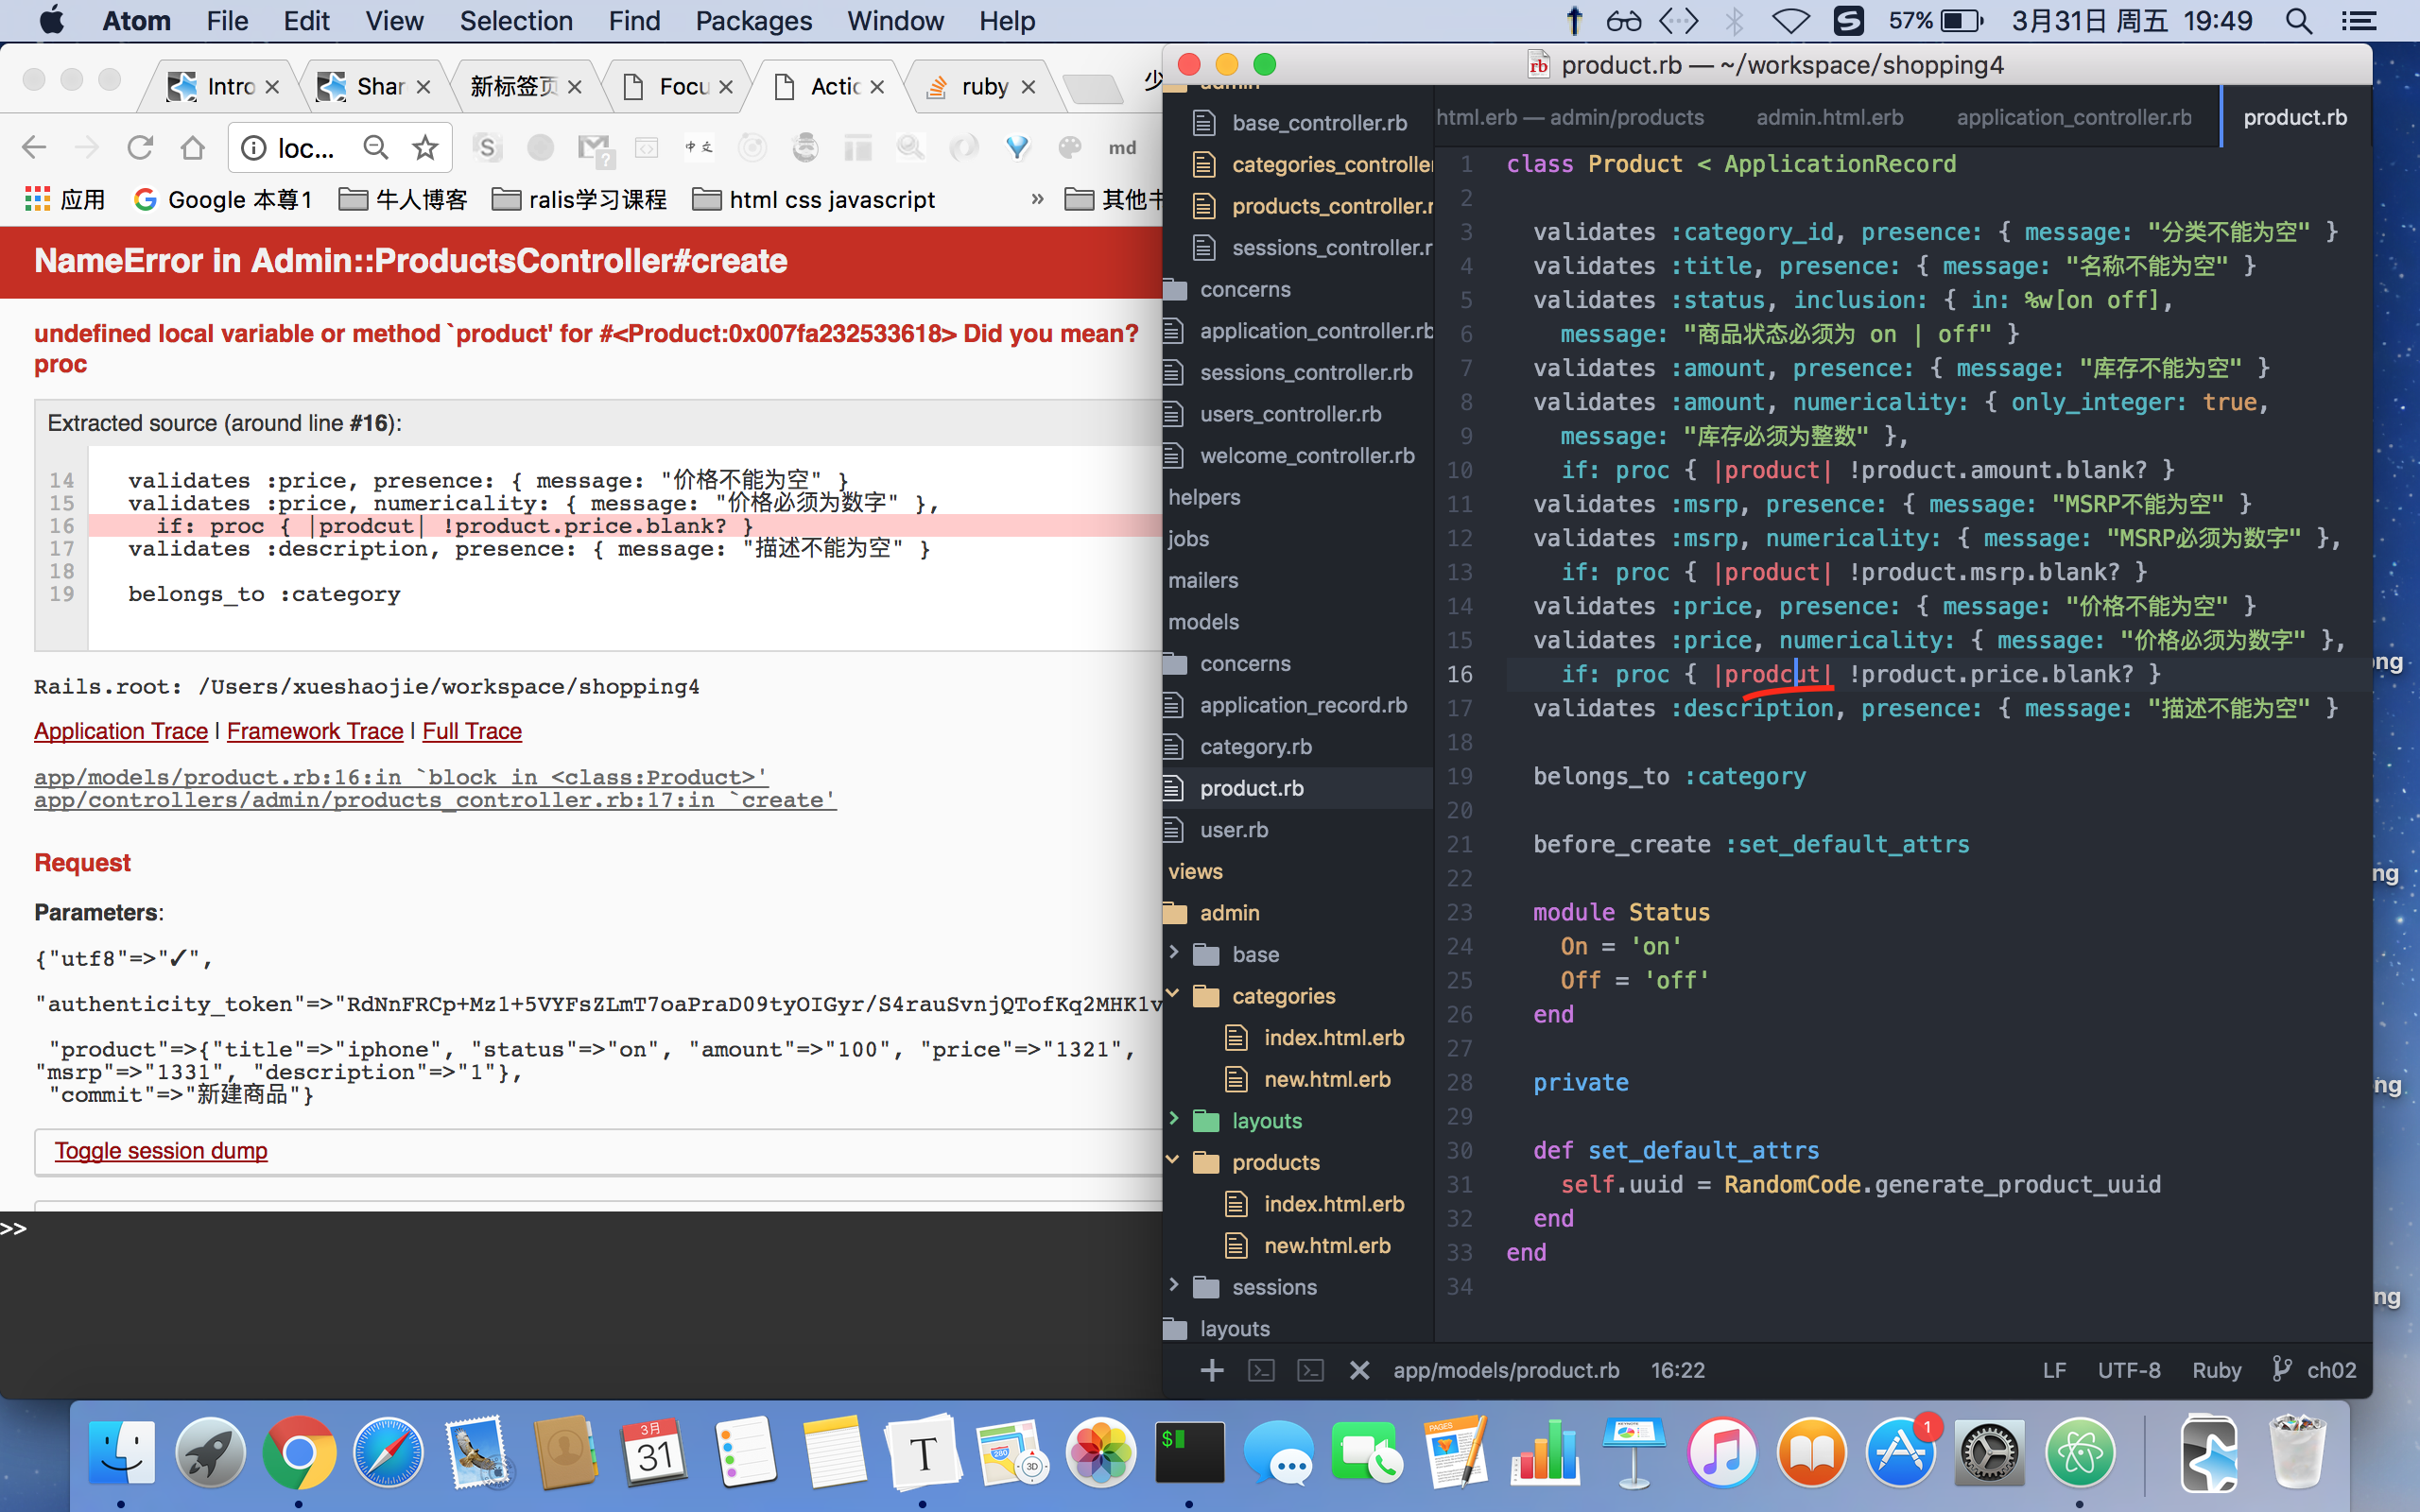 Atom File Edit View Selection Find Packages Window Help
57% 3月31日 周五 19:49
Intro
Shar
新标签页
Focu
Actio
ruby
少
loc...
中文
md
应用
Google 本尊1
牛人博客
ralis学习课程
html css javascript
»
其他书
NameError in Admin::ProductsController#create
undefined local variable or method `product' for #<Product:0x007fa232533618> Did you mean?
proc
Extracted source (around line #16):
14 validates :price, presence: { message: "价格不能为空" }
15 validates :price, numericality: { message: "价格必须为数字" },
16 if: proc { |prodcut| !product.price.blank? }
17 validates :description, presence: { message: "描述不能为空" }
18
19 belongs_to :category
Rails.root: /Users/xueshaojie/workspace/shopping4
Application Trace | Framework Trace | Full Trace
app/models/product.rb:16:in `block in <class:Product>'
app/controllers/admin/products_controller.rb:17:in `create'
Request
Parameters:
{"utf8"=>"✓",
"authenticity_token"=>"RdNnFRCp+Mz1+5VYFsZLmT7oaPraD09tyOIGyr/S4rauSvnjQTofKq2MHK1v
"product"=>{"title"=>"iphone", "status"=>"on", "amount"=>"100", "price"=>"1321",
"msrp"=>"1331", "description"=>"1"},
"commit"=>"新建商品"}
Toggle session dump
>>
product.rb — ~/workspace/shopping4
admin
base_controller.rb
categories_controller
products_controller.r
sessions_controller.r
concerns
application_controller.rb
sessions_controller.rb
users_controller.rb
welcome_controller.rb
helpers
jobs
mailers
models
concerns
application_record.rb
category.rb
product.rb
user.rb
views
admin
base
categories
index.html.erb
new.html.erb
layouts
products
index.html.erb
new.html.erb
sessions
layouts
html.erb — admin/products
admin.html.erb
application_controller.rb
product.rb
1 class Product < ApplicationRecord
2
3 validates :category_id, presence: { message: "分类不能为空" }
4 validates :title, presence: { message: "名称不能为空" }
5 validates :status, inclusion: { in: %w[on off],
6 message: "商品状态必须为 on | off" }
7 validates :amount, presence: { message: "库存不能为空" }
8 validates :amount, numericality: { only_integer: true,
9 message: "库存必须为整数" },
10 if: proc { |product| !product.amount.blank? }
11 validates :msrp, presence: { message: "MSRP不能为空" }
12 validates :msrp, numericality: { message: "MSRP必须为数字" },
13 if: proc { |product| !product.msrp.blank? }
14 validates :price, presence: { message: "价格不能为空" }
15 validates :price, numericality: { message: "价格必须为数字" },
16 if: proc { |prodcut| !product.price.blank? }
17 validates :description, presence: { message: "描述不能为空" }
18
19 belongs_to :category
20
21 before_create :set_default_attrs
22
23 module Status
24 On = 'on'
25 Off = 'off'
26 end
27
28 private
29
30 def set_default_attrs
31 self.uuid = RandomCode.generate_product_uuid
32 end
33 end
34
app/models/product.rb 16:22 LF UTF-8 Ruby ch02
ong
ng
ng
ng
3月
31
T
280
3D
$
PAGES
1